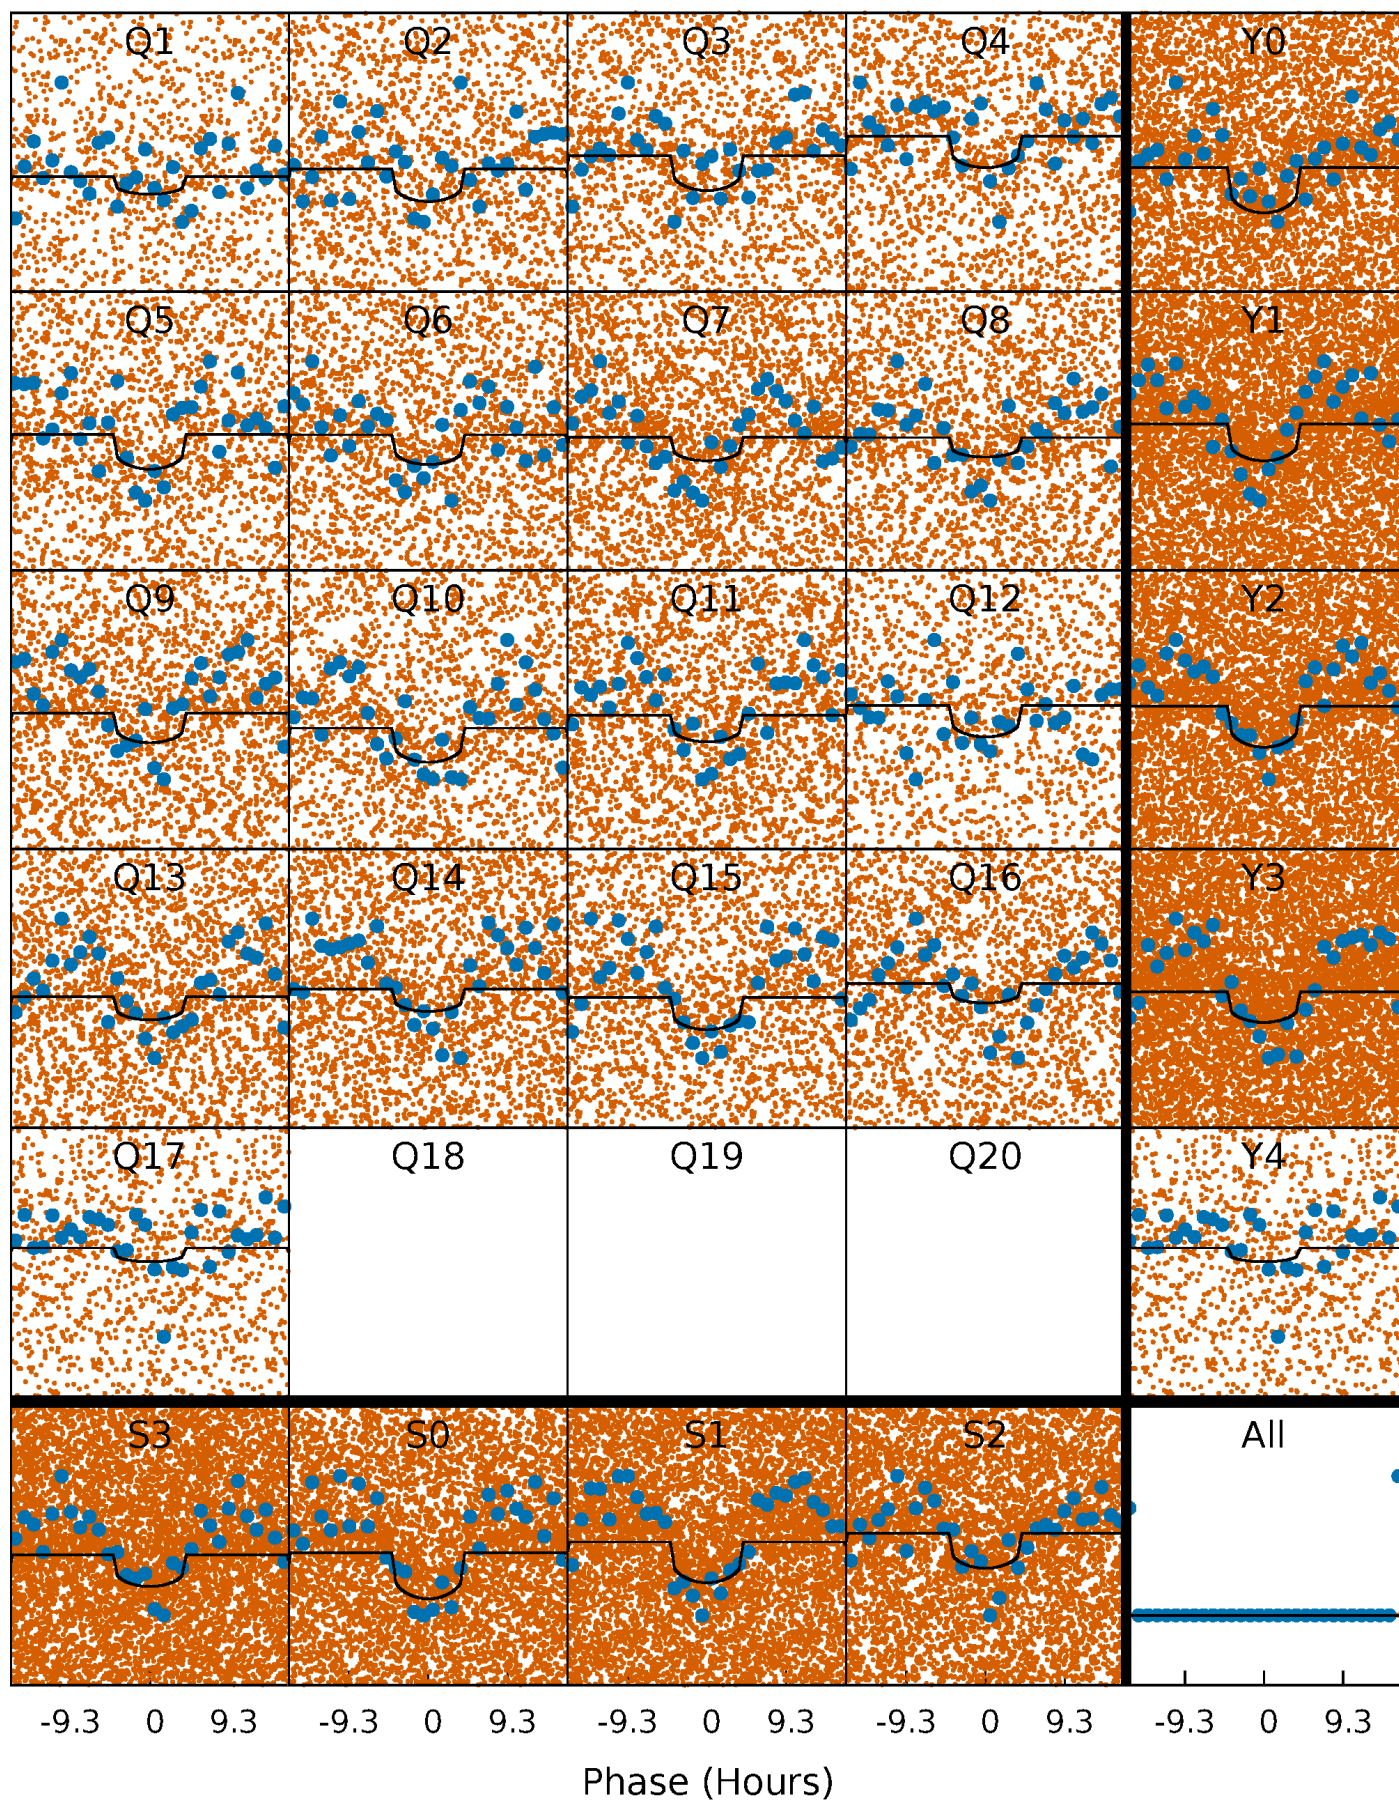 Q1 Q2 Q3 Q4 Y0
Q5 Q6 Q7 Q8 Y1
Q9 Q10 Q11 Q12 Y2
Q13 Q14 Q15 Q16 Y3
Q17 Q18 Q19 Q20 Y4
S3 S0 S1 S2 All
-9.3 0 9.3 -9.3 0 9.3 -9.3 0 9.3 -9.3 0 9.3 -9.3 0 9.3
Phase (Hours)